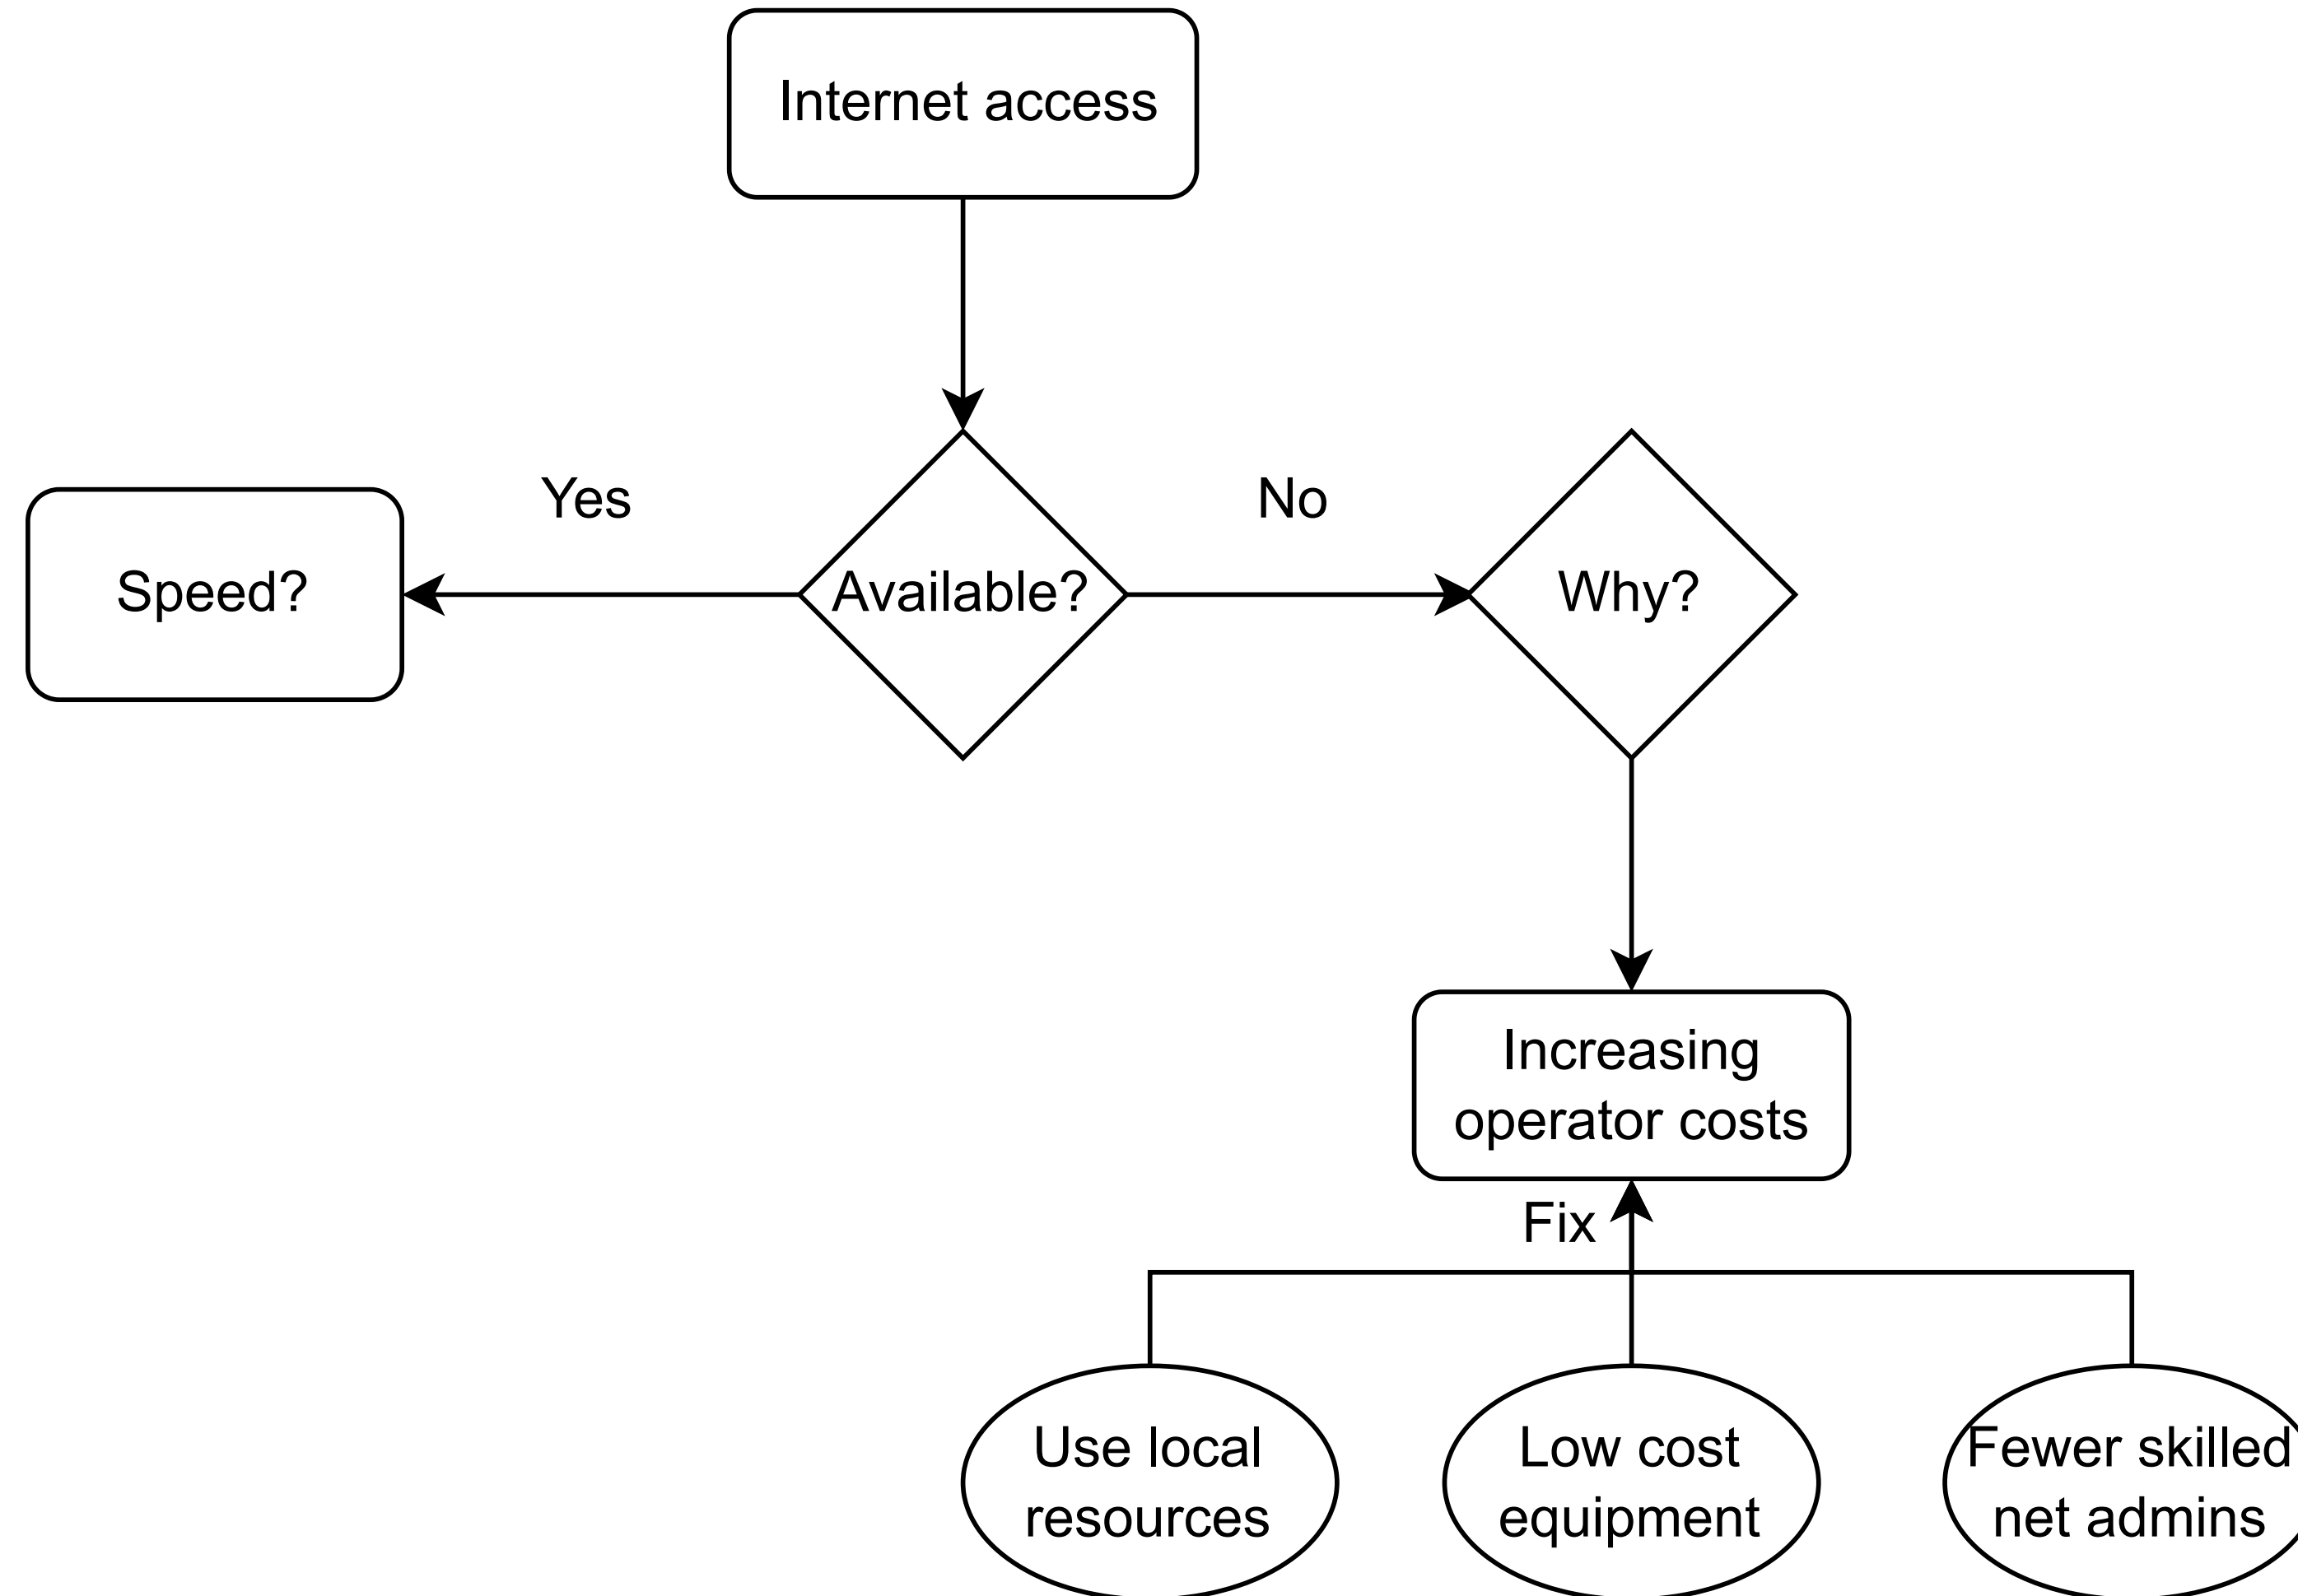 Internet access
Yes
No
Speed?
Available?
Why?
Increasing
operator costs
Fix
Use local
resources
Low cost
equipment
Fewer skilled
net admins